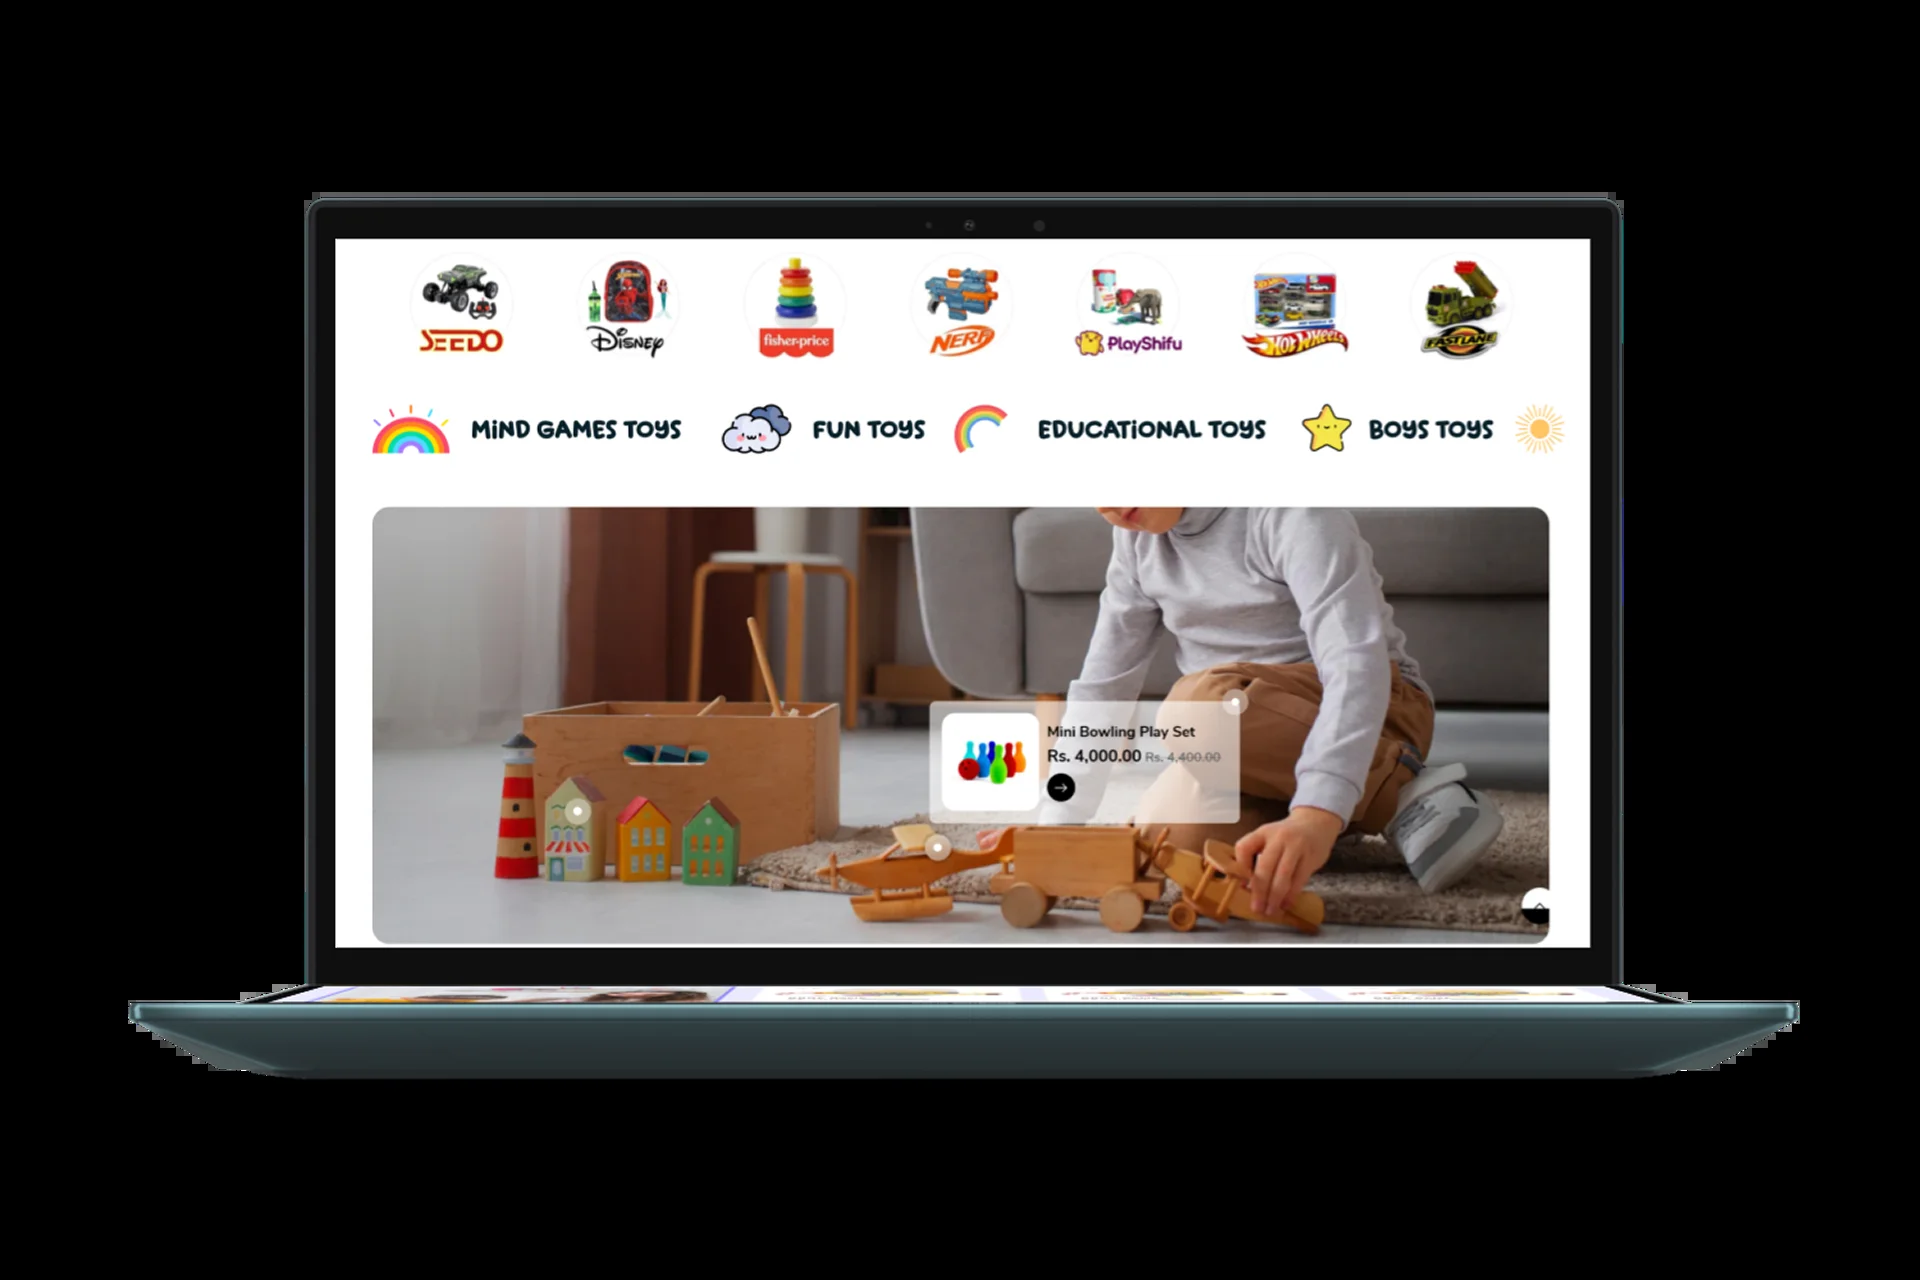 SEEDO
Disney
fisher-price
NERF
PlayShifu
Hot Wheels
FASTLANE
MiND GAMES TOYS
FUN TOYS
EDUCATiONAL TOYS
BOYS TOYS
Mini Bowling Play Set
Rs. 4,000.00 Rs. 4,400.00